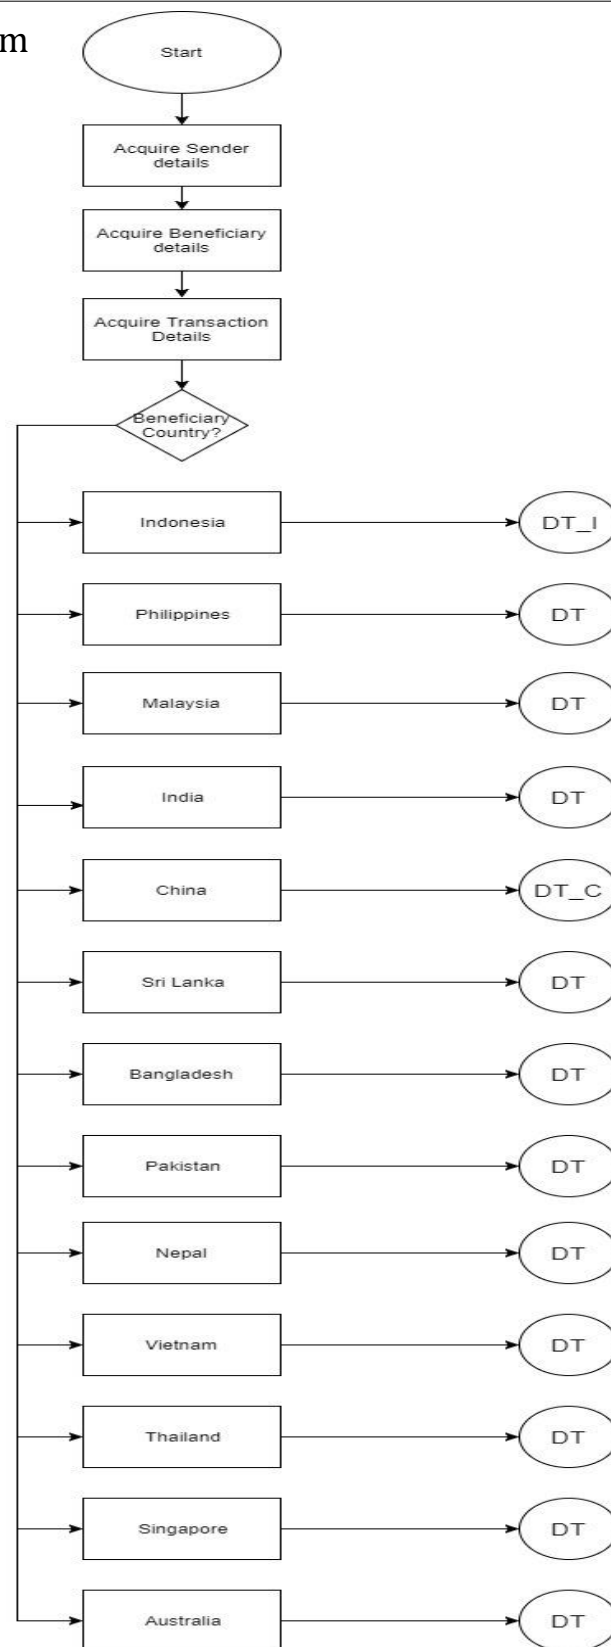 m
Start
Acquire Sender
details
Acquire Beneficiary
details
Acquire Transaction
Details
Beneficiary
Country?
Indonesia
DT_I
Philippines
DT
Malaysia
DT
India
DT
China
DT_C
Sri Lanka
DT
Bangladesh
DT
Pakistan
DT
Nepal
DT
Vietnam
DT
Thailand
DT
Singapore
DT
Australia
DT